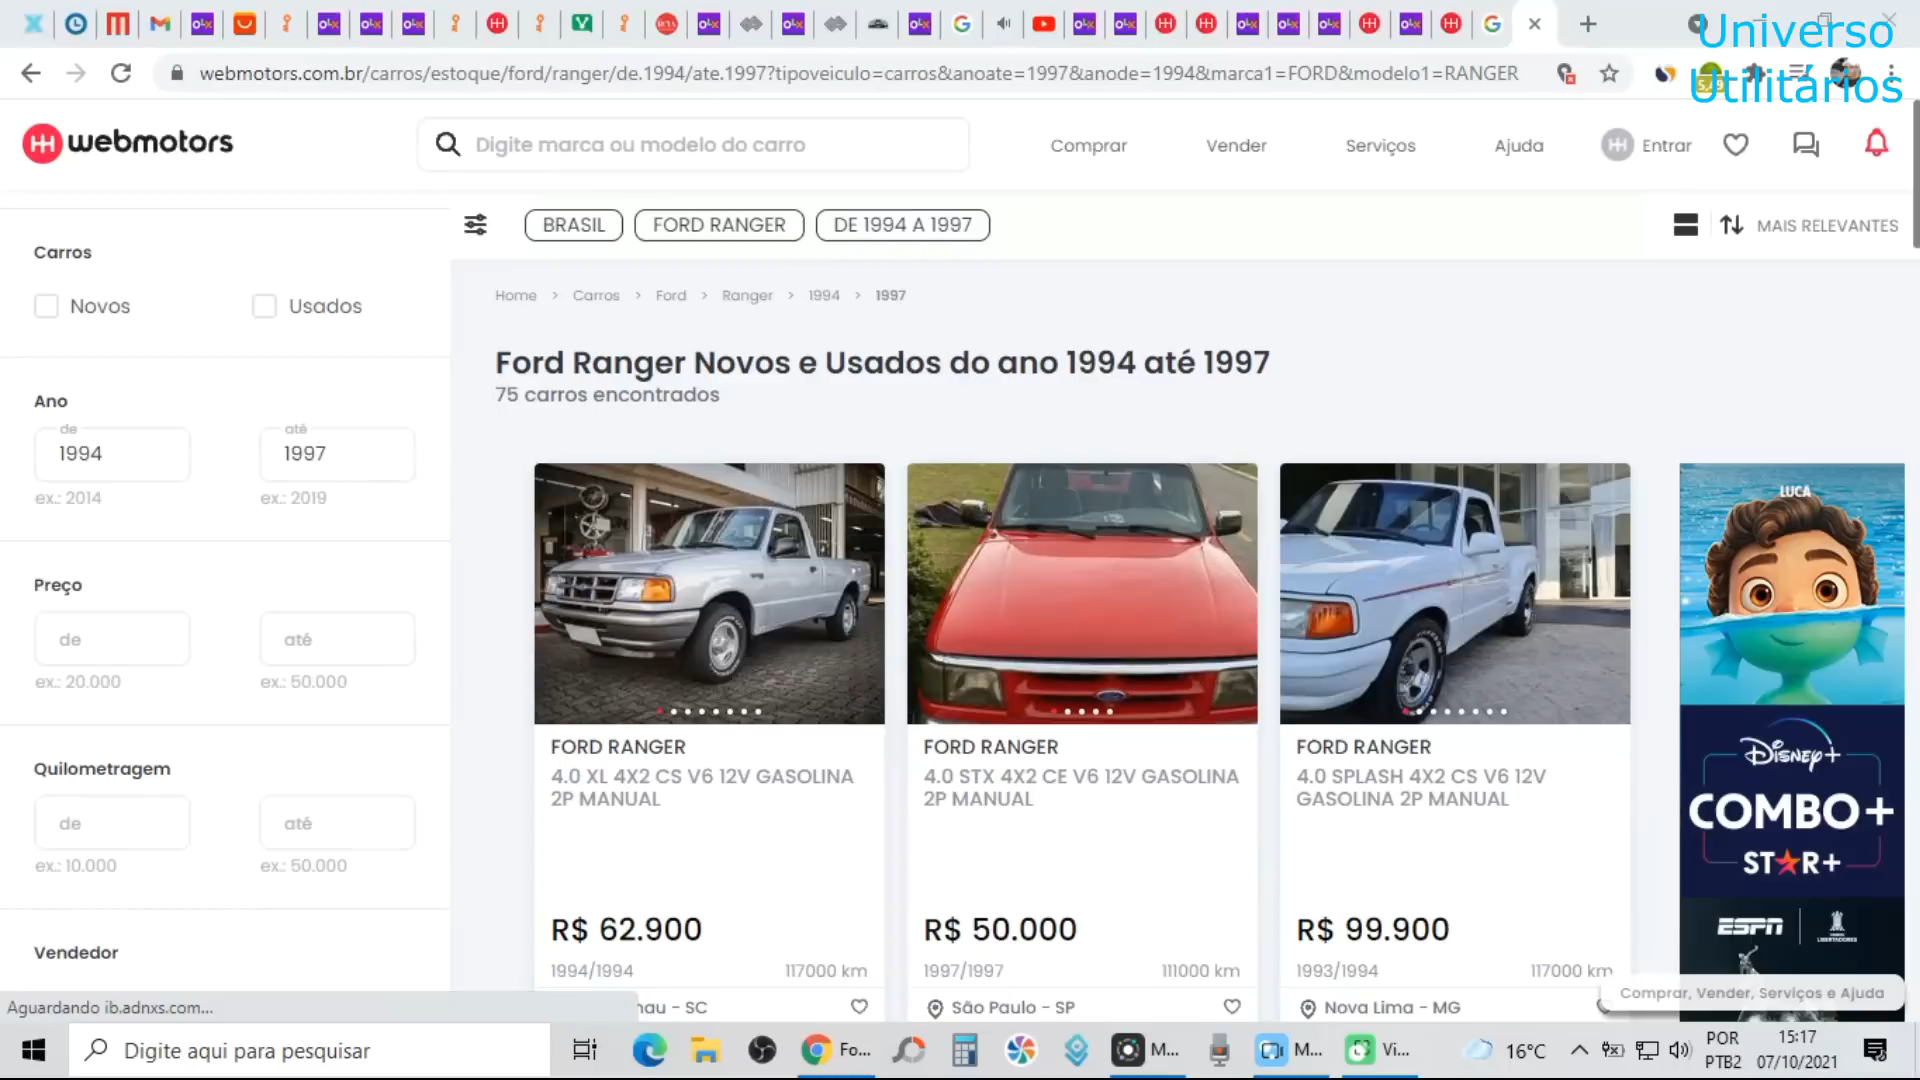 Universo
Utilitários
webmotors.com.br/carros/estoque/ford/ranger/de.1994/ate.1997?tipoveiculo=carros&anoate=1997&anode=1994&marca1=FORD&modelo1=RANGER
webmotors
Digite marca ou modelo do carro
Comprar
Vender
Serviços
Ajuda
Entrar
BRASIL
FORD RANGER
DE 1994 A 1997
MAIS RELEVANTES
Carros
Novos
Usados
Ano
de
1994
até
1997
ex.: 2014
ex.: 2019
Preço
de
até
ex.: 20.000
ex.: 50.000
Quilometragem
de
até
ex.: 10.000
ex.: 50.000
Vendedor
Home > Carros > Ford > Ranger > 1994 > 1997
Ford Ranger Novos e Usados do ano 1994 até 1997
75 carros encontrados
FORD RANGER
4.0 XL 4X2 CS V6 12V GASOLINA
2P MANUAL
R$ 62.900
1994/1994
117000 km
nau - SC
FORD RANGER
4.0 STX 4X2 CE V6 12V GASOLINA
2P MANUAL
R$ 50.000
1997/1997
111000 km
São Paulo - SP
FORD RANGER
4.0 SPLASH 4X2 CS V6 12V
GASOLINA 2P MANUAL
R$ 99.900
1993/1994
117000 km
Nova Lima - MG
LUCA
Disney+
COMBO+
STAR+
ESPN
LIBERTADORES
Comprar, Vender, Serviços e Ajuda
Aguardando ib.adnxs.com...
Digite aqui para pesquisar
Fo...
M...
M...
Vi...
16°C
POR
PTB2
15:17
07/10/2021